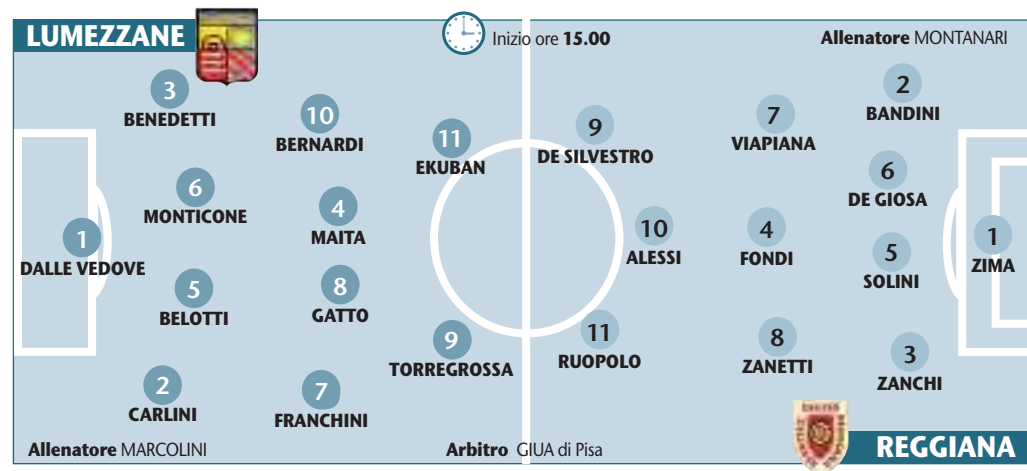 LUMEZZANE
Inizio ore 15.00
Allenatore MONTANARI
3
BENEDETTI
10
BERNARDI
11
EKUBAN
6
MONTICONE
4
MAITA
1
DALLE VEDOVE
5
BELOTTI
8
GATTO
9
TORREGROSSA
2
CARLINI
7
FRANCHINI
9
DE SILVESTRO
7
VIAPIANA
2
BANDINI
6
DE GIOSA
10
ALESSI
4
FONDI
5
SOLINI
1
ZIMA
11
RUOPOLO
8
ZANETTI
3
ZANCHI
Allenatore MARCOLINI
Arbitro GIUA di Pisa
REGGIANA